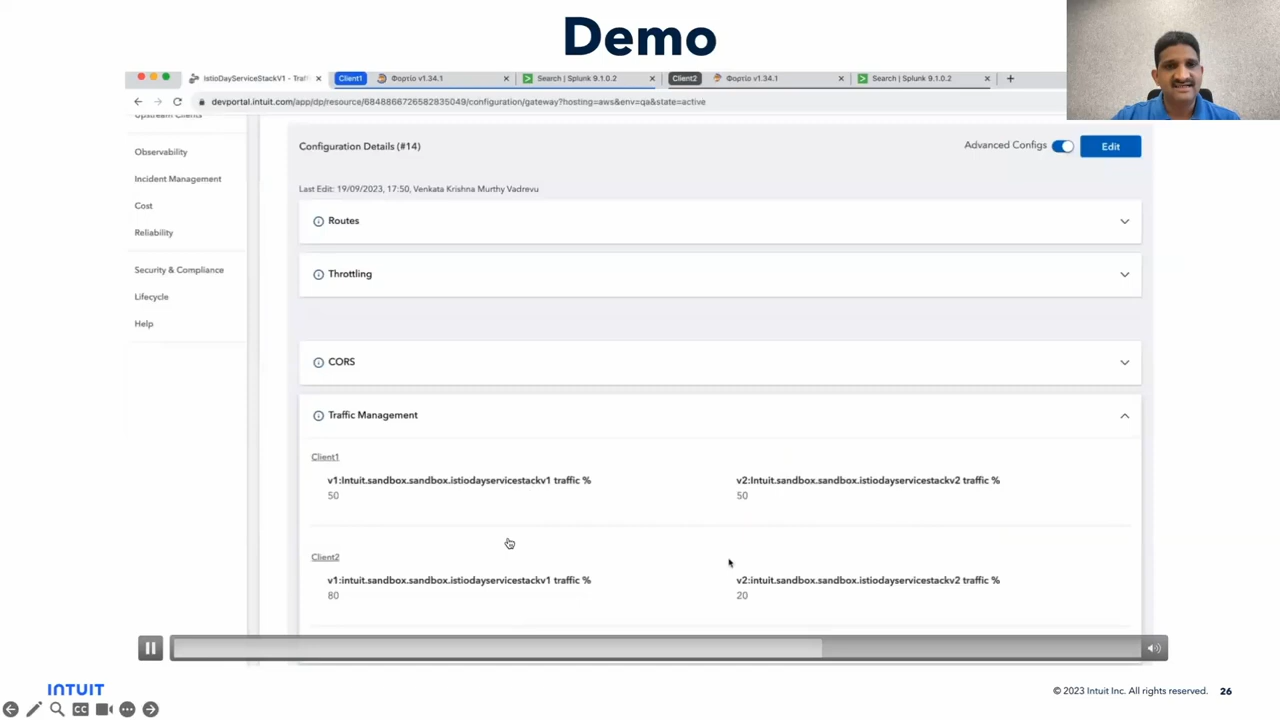 Demo
IstioDayServiceStackV1 - Traf
Client1
Φορτίο v1.34.1
Search | Splunk 9.1.0.2
Client2
Φορτίο v1.34.1
Search | Splunk 9.1.0.2
devportal.intuit.com/app/dp/resource/6848866726582835049/configuration/gateway?hosting=aws&env=qa&state=active
Upstream Clients
Observability
Incident Management
Cost
Reliability
Security & Compliance
Lifecycle
Help
Configuration Details (#14)
Advanced Configs
Edit
Last Edit: 19/09/2023, 17:50, Venkata Krishna Murthy Vadrevu
Routes
Throttling
CORS
Traffic Management
Client1
v1:Intuit.sandbox.sandbox.istiodayservicestackv1 traffic %
v2:Intuit.sandbox.sandbox.istiodayservicestackv2 traffic %
50
50
Client2
v1:intuit.sandbox.sandbox.istiodayservicestackv1 traffic %
v2:intuit.sandbox.sandbox.istiodayservicestackv2 traffic %
80
20
INTUIT
CC
© 2023 Intuit Inc. All rights reserved.
26